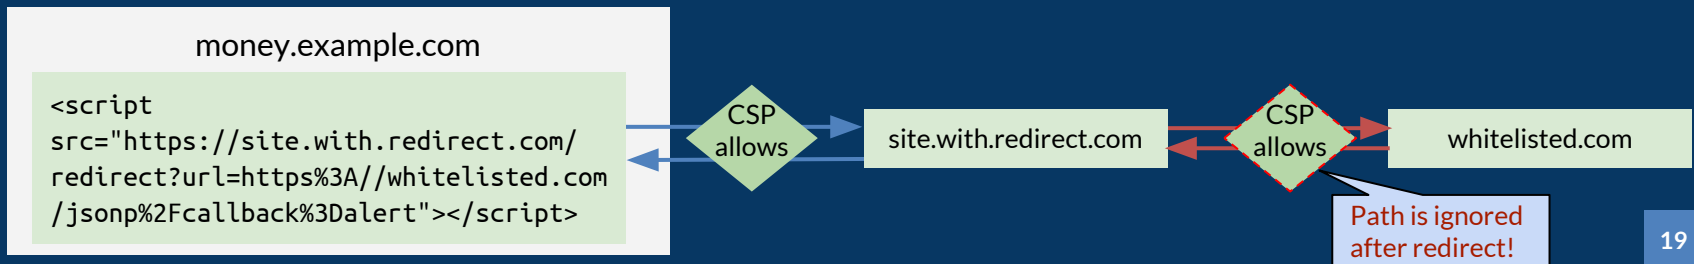 money.example.com
<script
src="https://site.with.redirect.com/
redirect?url=https%3A//whitelisted.com
/jsonp%2Fcallback%3Dalert"></script>
CSP
allows
site.with.redirect.com
CSP
allows
whitelisted.com
Path is ignored
after redirect!
19